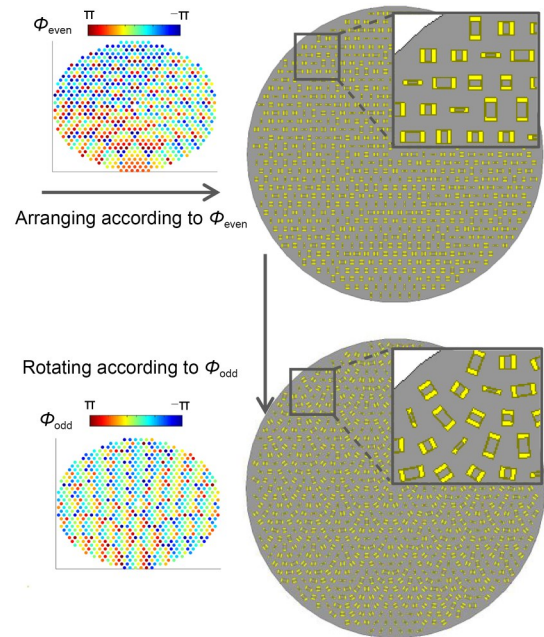 π −π
Φeven
Arranging according to Φeven
Rotating according to Φodd
π −π
Φodd